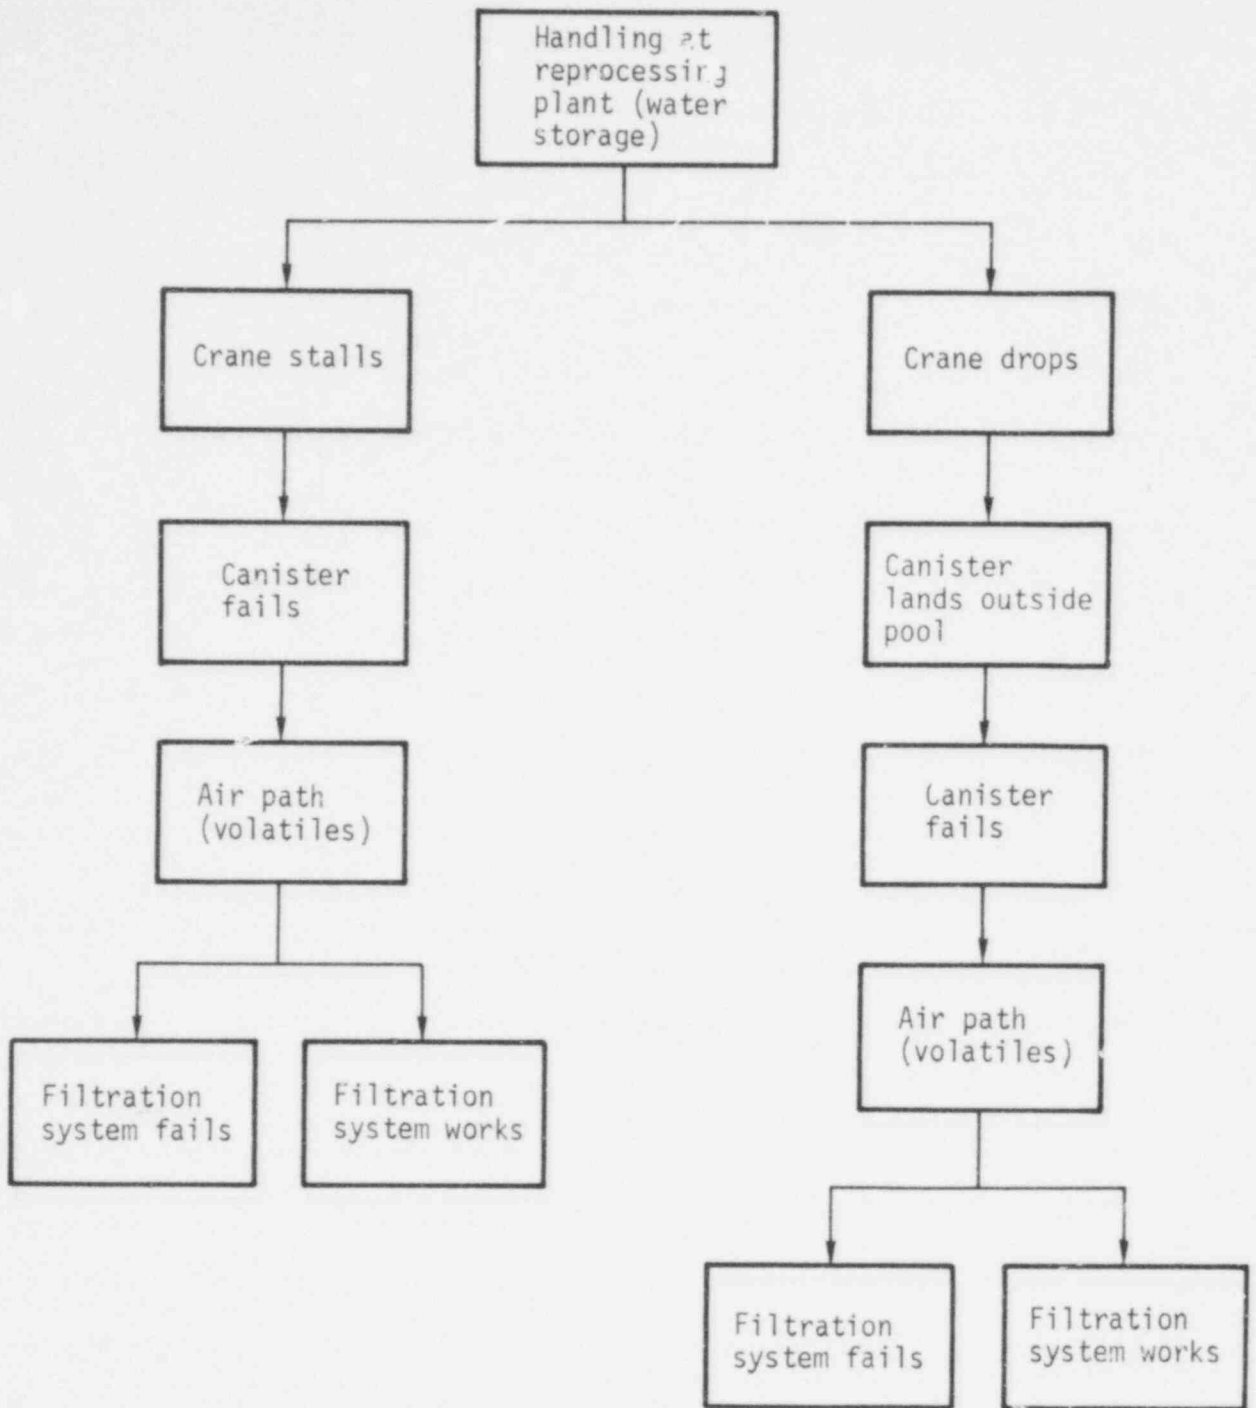 Handling at
reprocessing
plant (water
storage)
Crane stalls
Crane drops
Canister
fails
Canister
lands outside
pool
Air path
(volatiles)
Canister
fails
Air path
(volatiles)
Filtration
system fails
Filtration
system works
Filtration
system fails
Filtration
system works